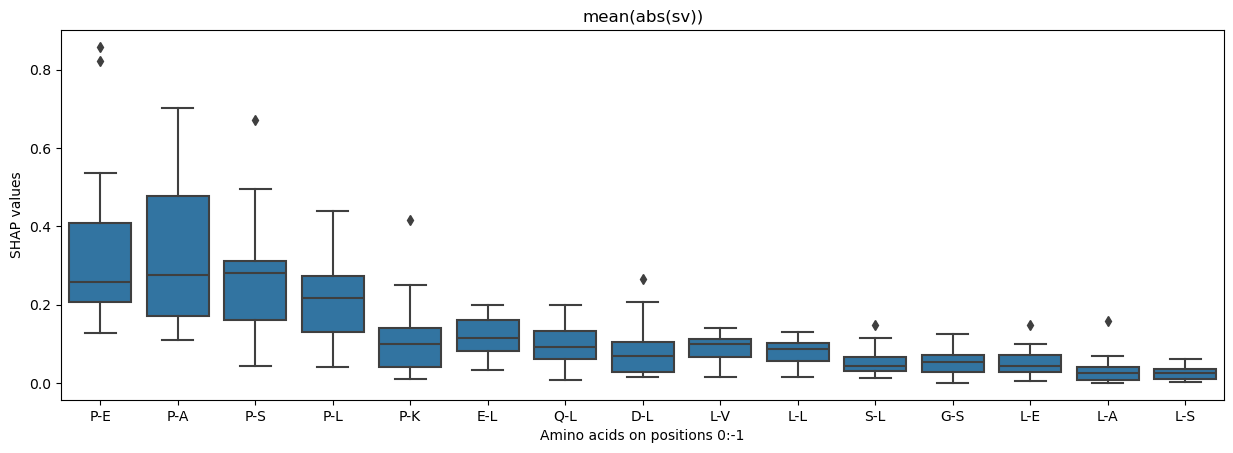 mean(abs(sv))
SHAP values
0.8
0.6
0.4
0.2
0.0
P-E P-A P-S P-L P-K E-L Q-L D-L L-V L-L S-L G-S L-E L-A L-S
Amino acids on positions 0:-1